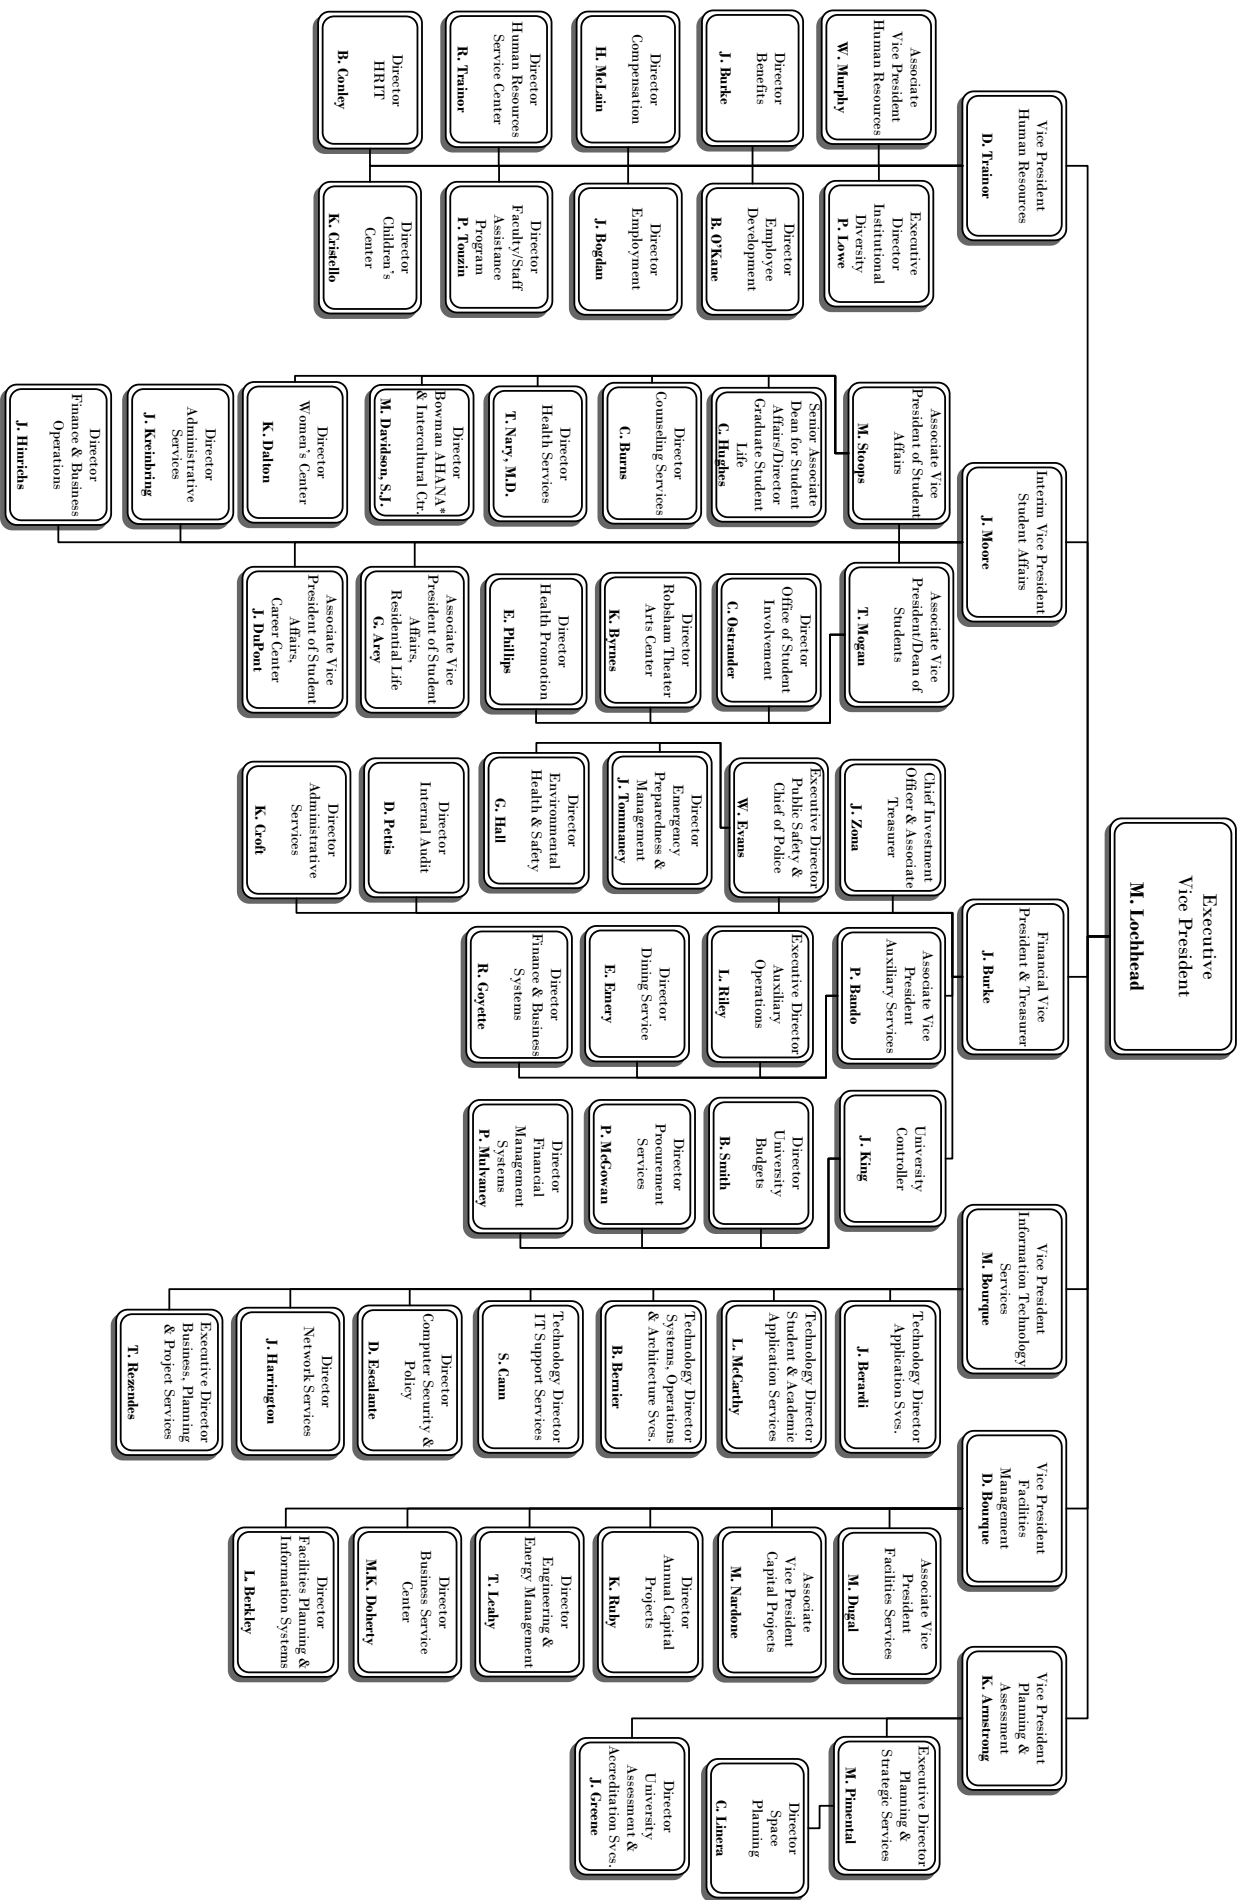 Executive
Vice President
M. Lochhead
Vice President
Human Resources
D. Trainor
Associate
Vice President
Human Resources
W. Murphy
Executive
Director
Institutional
Diversity
P. Lowe
Director
Benefits
J. Burke
Director
Employee
Development
B. O'Kane
Director
Compensation
H. McLain
Director
Employment
J. Bogdan
Director
Human Resources
Service Center
R. Trainor
Director
Faculty/Staff
Assistance
Program
P. Touzin
Director
HRIT
B. Conley
Director
Children's
Center
K. Cristello
Interim Vice President
Student Affairs
J. Moore
Associate Vice
President of Student
Affairs
M. Stoops
Senior Associate
Dean for Student
Affairs/Director
Graduate Student
Life
C. Hughes
Director
Counseling Services
C. Burns
Director
Health Services
T. Nary, M.D.
Director
Bowman AHANA*
& Intercultural Ctr.
M. Davidson, S.J.
Director
Women's Center
K. Dalton
Director
Administrative
Services
J. Kreinbring
Director
Finance & Business
Operations
J. Hinrichs
Associate Vice
President/Dean of
Students
T. Mogan
Director
Office of Student
Involvement
C. Ostrander
Director
Robsham Theater
Arts Center
K. Byrnes
Director
Health Promotion
E. Phillips
Associate Vice
President of Student
Affairs,
Residential Life
G. Arey
Associate Vice
President of Student
Affairs,
Career Center
J. DuPont
Financial Vice
President & Treasurer
J. Burke
Chief Investment
Officer & Associate
Treasurer
J. Zona
Executive Director
Public Safety &
Chief of Police
W. Evans
Director
Emergency
Preparedness &
Management
J. Tommaney
Director
Environmental
Health & Safety
G. Hall
Director
Internal Audit
D. Pettis
Director
Administrative
Services
K. Croft
Associate Vice
President
Auxiliary Services
P. Bando
Executive Director
Auxiliary
Operations
L. Riley
Director
Dining Service
E. Emery
Director
Finance & Business
Systems
R. Goyette
University
Controller
J. King
Director
University
Budgets
B. Smith
Director
Procurement
Services
P. McGowan
Director
Financial
Management
Systems
P. Mulvaney
Vice President
Information Technology
Services
M. Bourque
Technology Director
Application Svcs.
J. Berardi
Technology Director
Student & Academic
Application Services
L. McCarthy
Technology Director
Systems, Operations
& Architecture Svcs.
B. Bernier
Technology Director
IT Support Services
S. Cann
Director
Computer Security &
Policy
D. Escalante
Director
Network Services
J. Harrington
Executive Director
Business, Planning
& Project Services
T. Rezendes
Vice President
Facilities
Management
D. Bourque
Associate Vice
President
Facilities Services
M. Dugal
Associate
Vice President
Capital Projects
M. Nardone
Director
Annual Capital
Projects
K. Ruby
Director
Engineering &
Energy Management
T. Leahy
Director
Business Service
Center
M.K. Doherty
Director
Facilities Planning &
Information Systems
L. Berkley
Vice President
Planning &
Assessment
K. Armstrong
Executive Director
Planning &
Strategic Services
M. Pimental
Director
Space
Planning
C. Linera
Director
University
Assessment &
Accreditation Svcs.
J. Greene